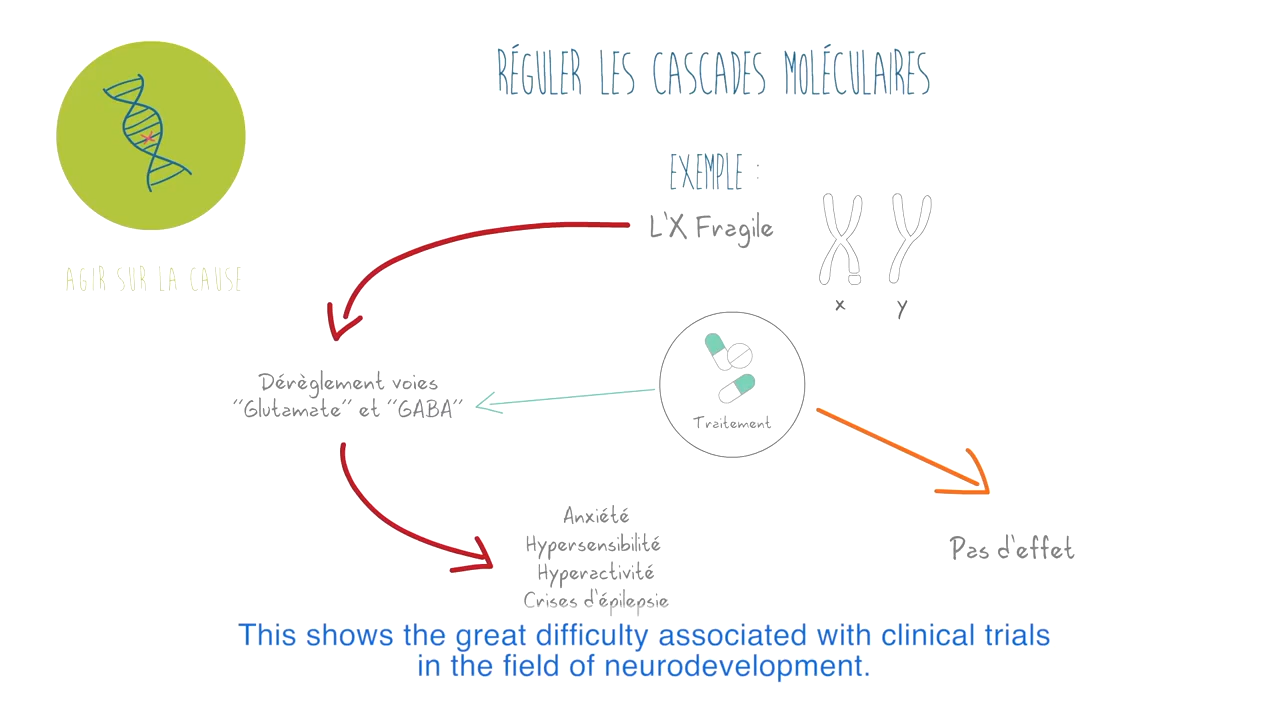 RÉGULER LES CASCADES MOLÉCULAIRES
EXEMPLE :
L'X Fragile
x
y
AGIR SUR LA CAUSE
Dérèglement voies
"Glutamate" et "GABA"
Traitement
Anxiété
Hypersensibilité
Hyperactivité
Crises d'épilepsie
Pas d'effet
This shows the great difficulty associated with clinical trials
in the field of neurodevelopment.